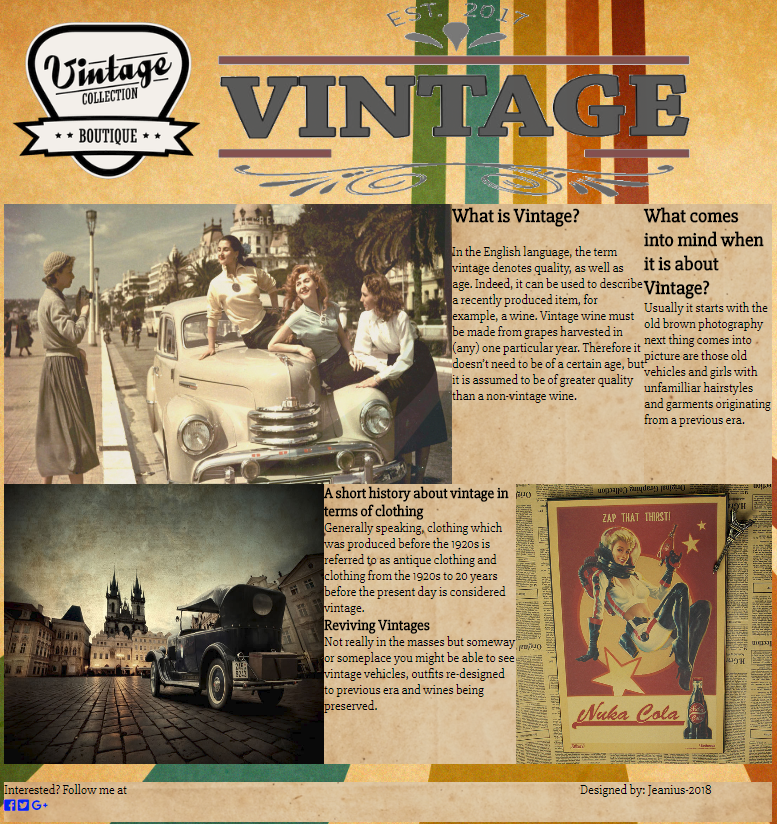 EST. 2017
Vintage
COLLECTION
BOUTIQUE
VINTAGE
What is Vintage?
In the English language, the term
vintage denotes quality, as well as
age. Indeed, it can be used to describe
a recently produced item, for
example, a wine. Vintage wine must
be made from grapes harvested in
(any) one particular year. Therefore it
doesn't need to be of a certain age, but
it is assumed to be of greater quality
than a non-vintage wine.
What comes
into mind when
it is about
Vintage?
Usually it starts with the
old brown photography
next thing comes into
picture are those old
vehicles and girls with
unfamilliar hairstyles
and garments originating
from a previous era.
A short history about vintage in
terms of clothing
Generally speaking, clothing which
was produced before the 1920s is
referred to as antique clothing and
clothing from the 1920s to 20 years
before the present day is considered
vintage.
Reviving Vintages
Not really in the masses but someway
or someplace you might be able to see
vintage vehicles, outfits re-designed
to previous era and wines being
preserved.
ZAP THAT THIRST!
Nuka Cola
Interested? Follow me at
Designed by: Jeanius-2018